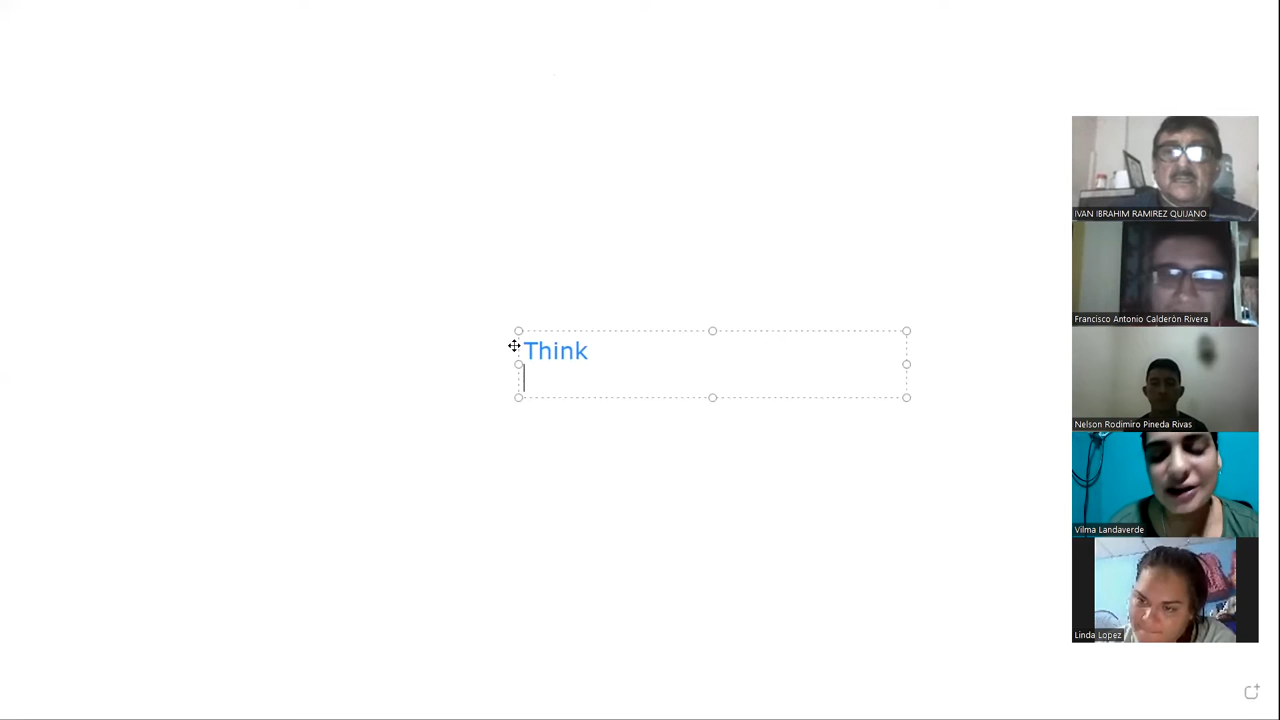 Think
IVAN IBRAHIM RAMIREZ QUIJANO
Francisco Antonio Calderón Rivera
Nelson Rodimiro Pineda Rivas
Vilma Landaverde
Linda Lopez